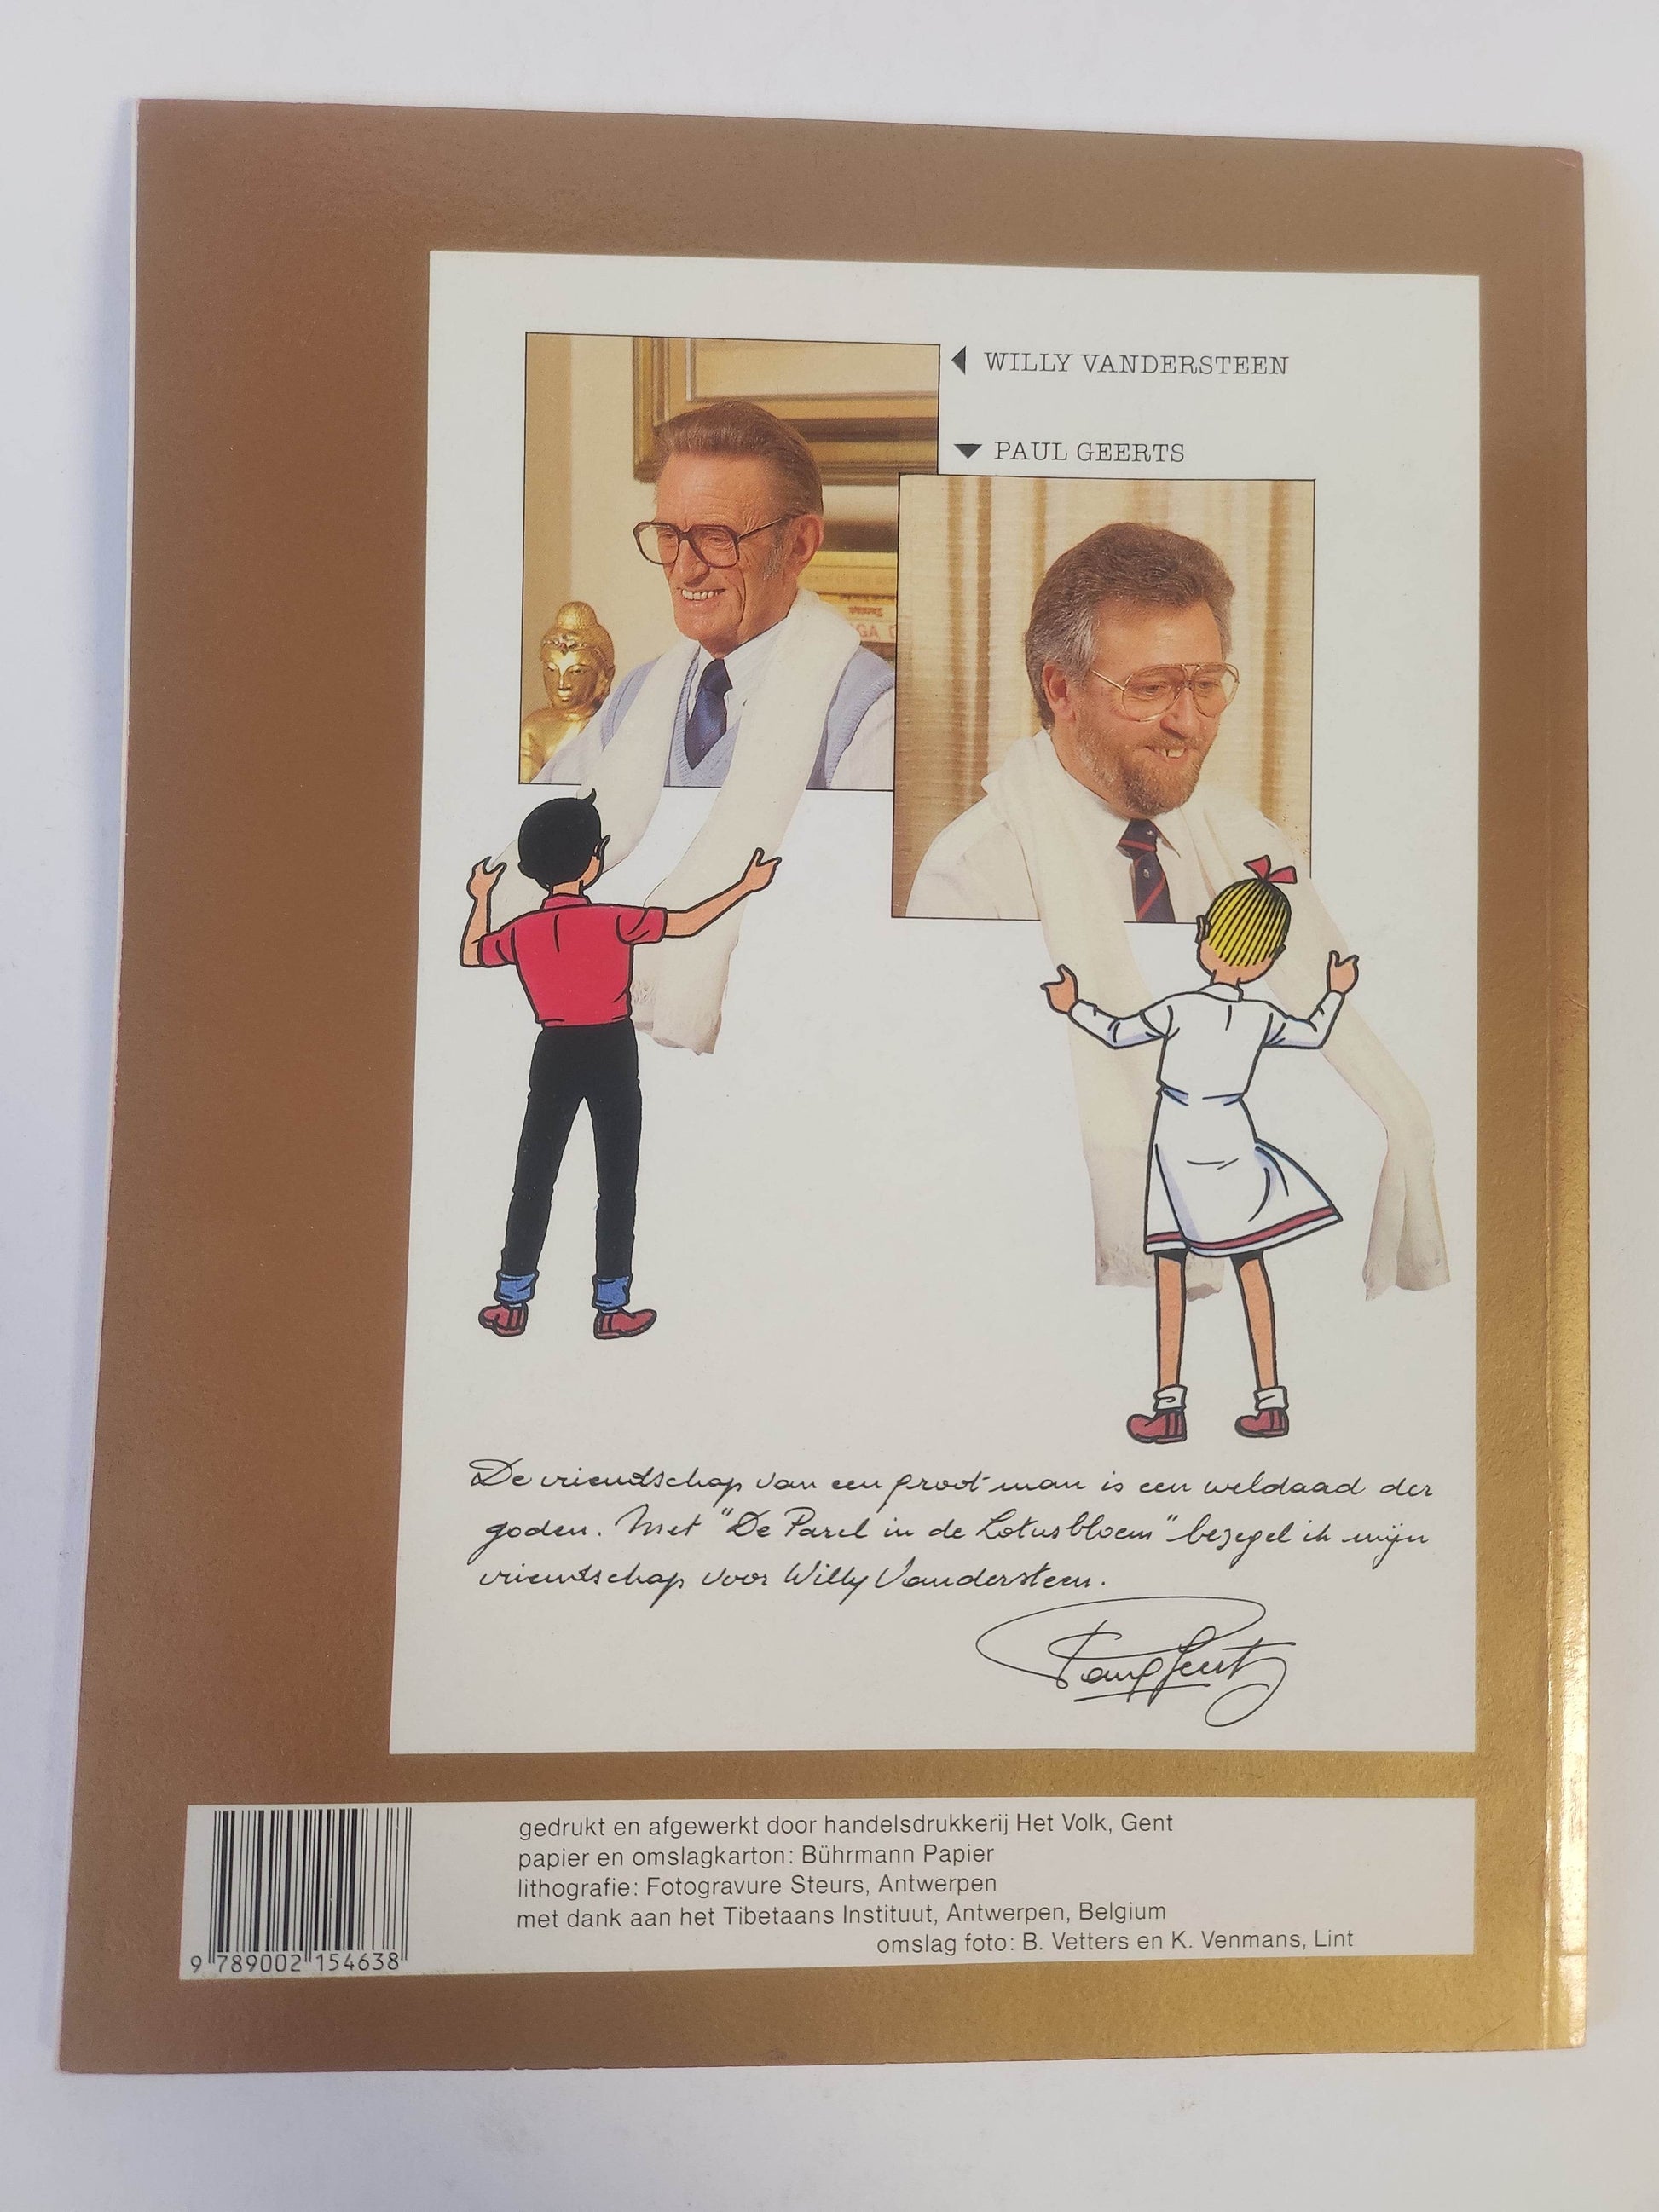 ◀ WILLY VANDERSTEEN
▼ PAUL GEERTS
GA
De vriendschap van een groot man is een weldaad der
goden. Met "De Parel in de Lotusbloem" bezegel ik mijn
vriendschap voor Willy Vandersteen.
Paul Geerts
gedrukt en afgewerkt door handelsdrukkerij Het Volk, Gent
papier en omslagkarton: Bührmann Papier
lithografie: Fotogravure Steurs, Antwerpen
met dank aan het Tibetaans Instituut, Antwerpen, Belgium
omslag foto: B. Vetters en K. Venmans, Lint
9 789002 154638